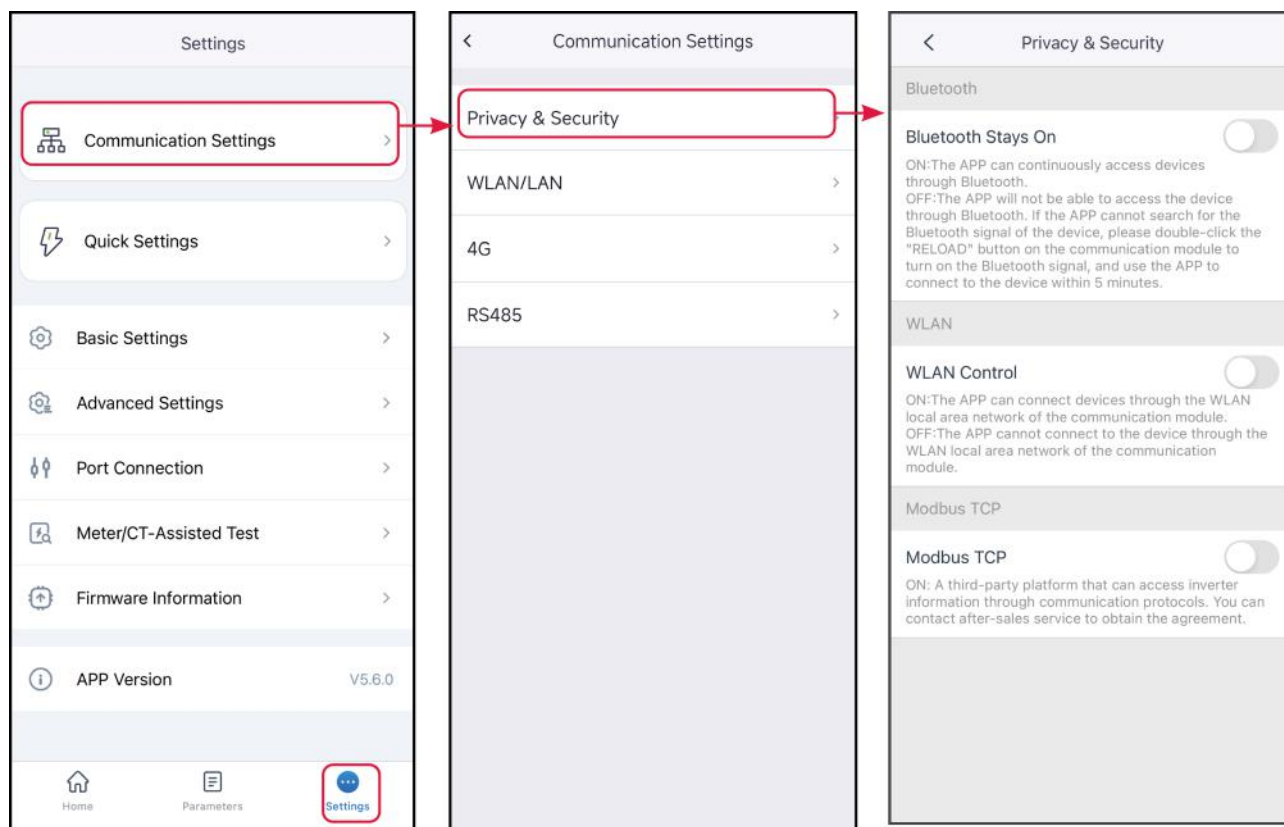 Settings
Communication Settings
Quick Settings
Basic Settings
Advanced Settings
Port Connection
Meter/CT-Assisted Test
Firmware Information
APP Version V5.6.0
Home Parameters Settings
Communication Settings
Privacy & Security
WLAN/LAN
4G
RS485
Privacy & Security
Bluetooth
Bluetooth Stays On
ON:The APP can continuously access devices
through Bluetooth.
OFF:The APP will not be able to access the device
through Bluetooth. If the APP cannot search for the
Bluetooth signal of the device, please double-click the
"RELOAD" button on the communication module to
turn on the Bluetooth signal, and use the APP to
connect to the device within 5 minutes.
WLAN
WLAN Control
ON:The APP can connect devices through the WLAN
local area network of the communication module.
OFF:The APP cannot connect to the device through the
WLAN local area network of the communication
module.
Modbus TCP
Modbus TCP
ON: A third-party platform that can access inverter
information through communication protocols. You can
contact after-sales service to obtain the agreement.